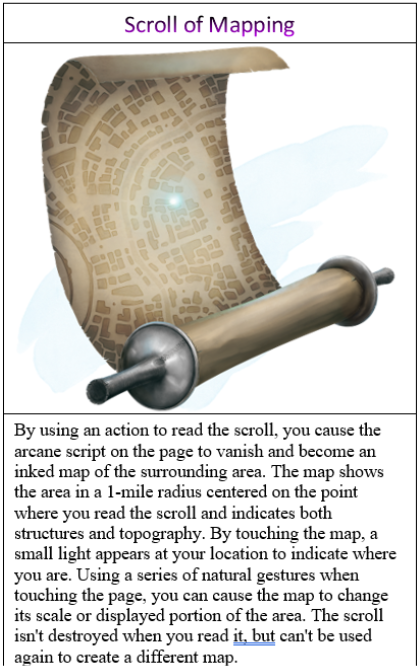 Scroll of Mapping
By using an action to read the scroll, you cause the
arcane script on the page to vanish and become an
inked map of the surrounding area. The map shows
the area in a 1-mile radius centered on the point
where you read the scroll and indicates both
structures and topography. By touching the map, a
small light appears at your location to indicate where
you are. Using a series of natural gestures when
touching the page, you can cause the map to change
its scale or displayed portion of the area. The scroll
isn't destroyed when you read it, but can't be used
again to create a different map.